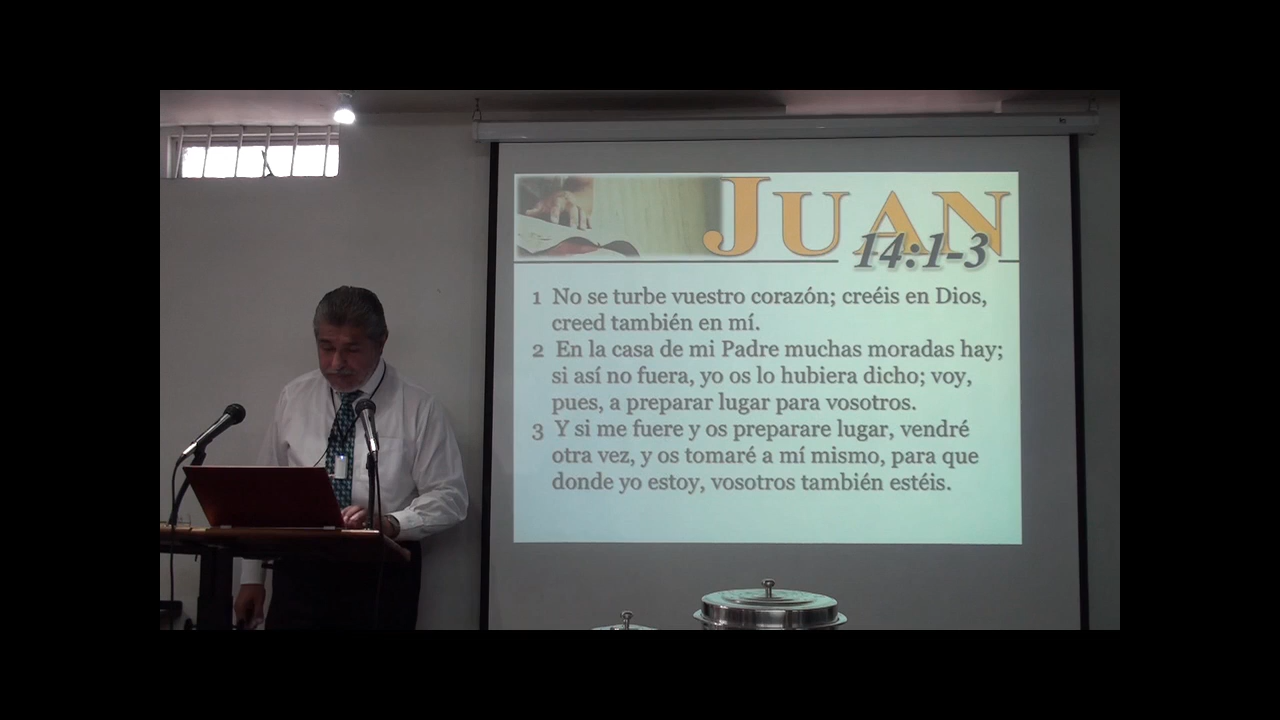 JUAN
14:1-3
1 No se turbe vuestro corazón; creéis en Dios,
creed también en mí.
2 En la casa de mi Padre muchas moradas hay;
si así no fuera, yo os lo hubiera dicho; voy,
pues, a preparar lugar para vosotros.
3 Y si me fuere y os preparare lugar, vendré
otra vez, y os tomaré a mí mismo, para que
donde yo estoy, vosotros también estéis.